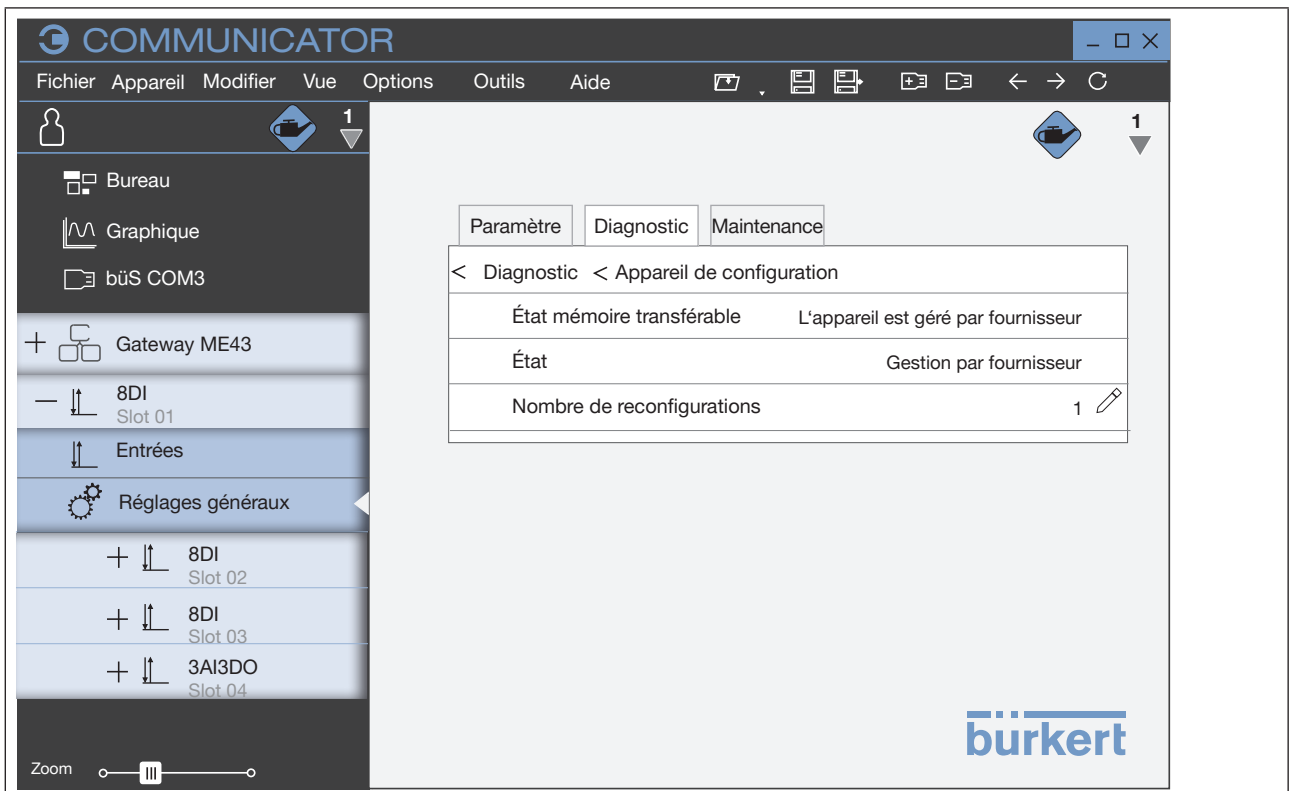 COMMUNICATOR
Fichier Appareil Modifier Vue Options Outils Aide
1
1
Bureau
Graphique
büS COM3
Gateway ME43
8DI
Slot 01
Entrées
Réglages généraux
8DI
Slot 02
8DI
Slot 03
3AI3DO
Slot 04
Zoom
Paramètre Diagnostic Maintenance
< Diagnostic < Appareil de configuration
État mémoire transférable L‘appareil est géré par fournisseur
État Gestion par fournisseur
Nombre de reconfigurations 1
bürkert